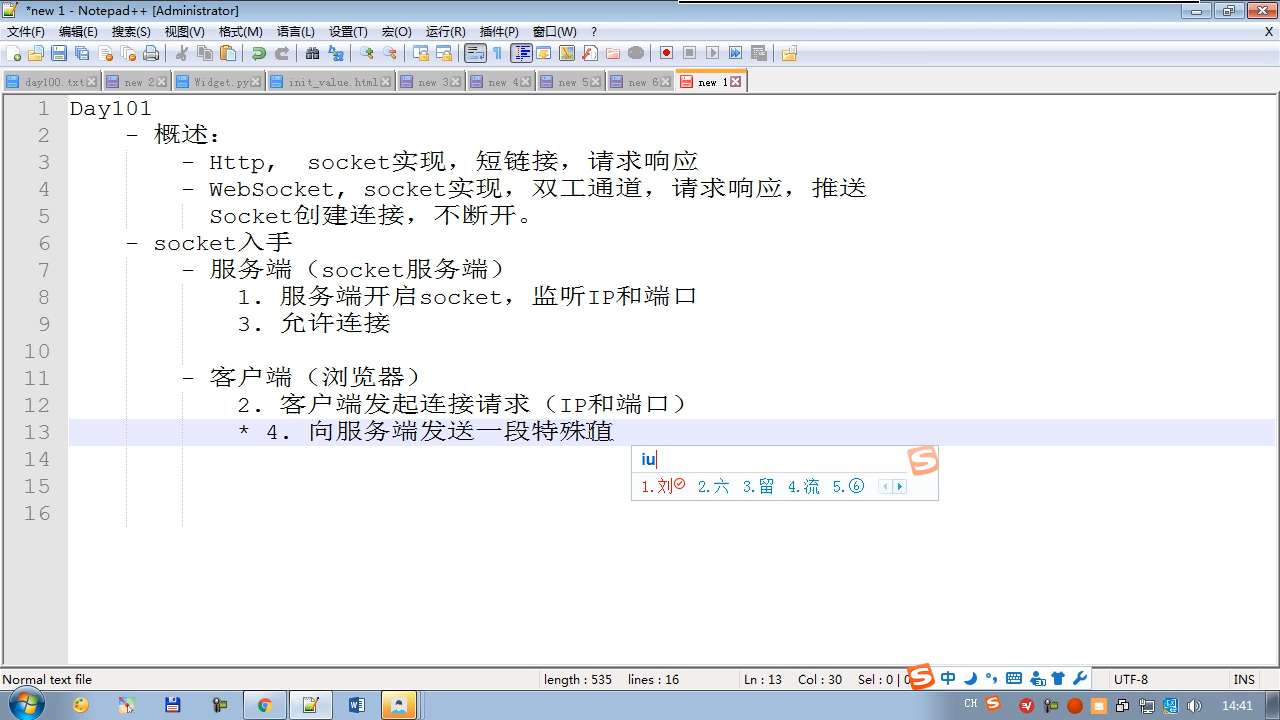 *new 1 - Notepad++ [Administrator]
文件(F) 编辑(E) 搜索(S) 视图(V) 格式(M) 语言(L) 设置(T) 宏(O) 运行(R) 插件(P) 窗口(W) ? X
day100.txt new 2 Widget.py init_value.html new 3 new 4 new 5 new 6 new 1
1 Day101
2 - 概述：
3 - Http, socket实现，短链接，请求响应
4 - WebSocket, socket实现，双工通道，请求响应，推送
5 Socket创建连接，不断开。
6 - socket入手
7 - 服务端（socket服务端）
8 1. 服务端开启socket，监听IP和端口
9 3. 允许连接
10
11 - 客户端（浏览器）
12 2. 客户端发起连接请求（IP和端口）
13 * 4. 向服务端发送一段特殊值
14
15
16
iu
1.刘 2.六 3.留 4.流 5.⑥
Normal text file length : 535 lines : 16 Ln : 13 Col : 30 Sel : 0 | 0 中 UTF-8 INS
CH 14:41